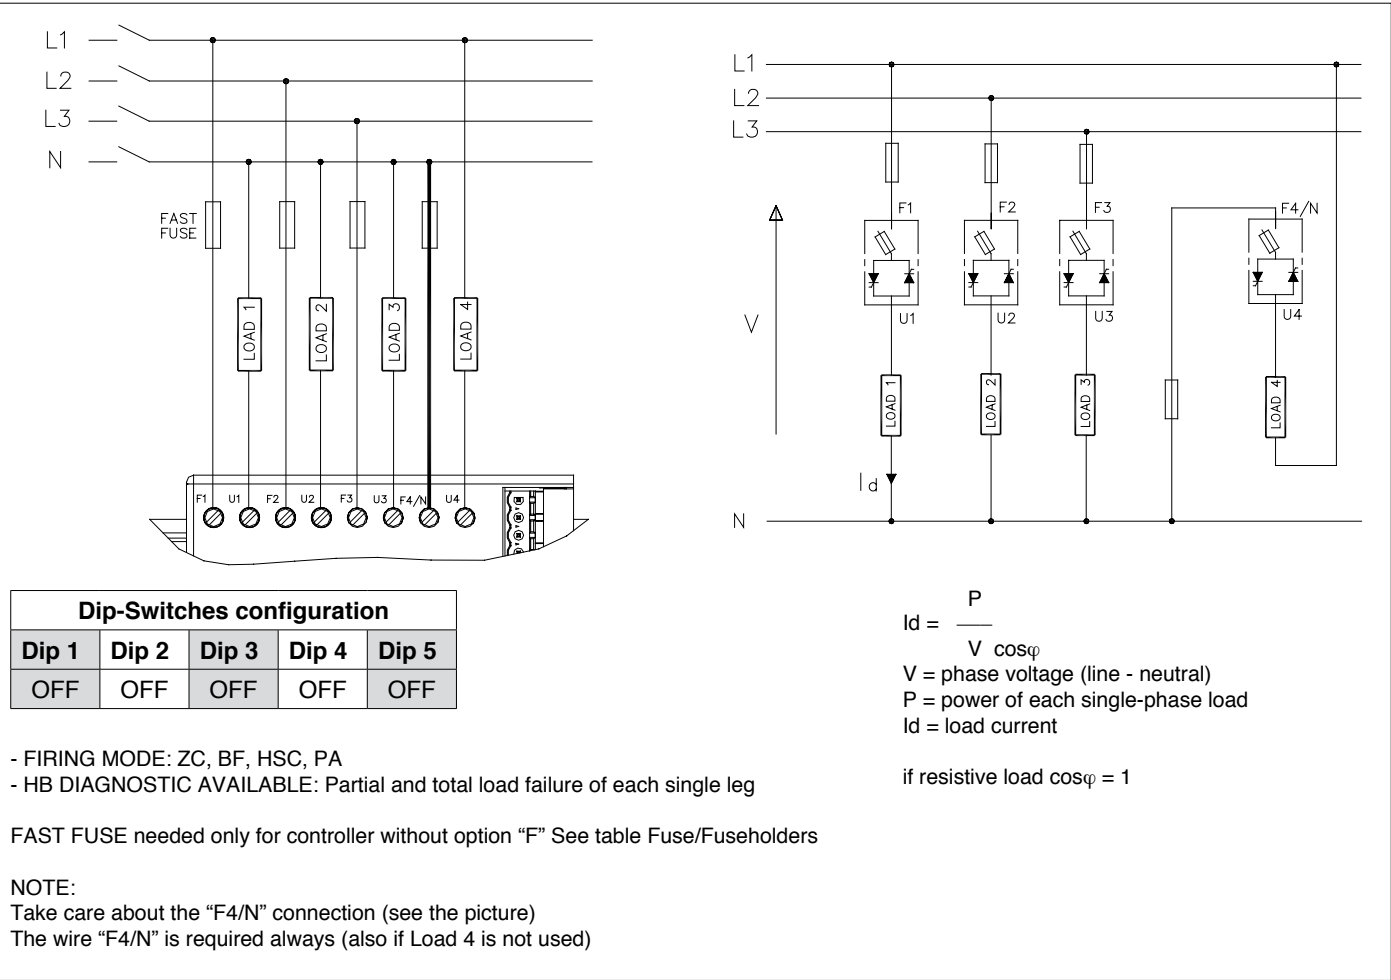 L1
L2
L3
N
FAST
FUSE
LOAD 1
LOAD 2
LOAD 3
LOAD 4
F1 U1 F2 U2 F3 U3 F4/N U4
L1
L2
L3
F1 F2 F3 F4/N
V
U1 U2 U3 U4
LOAD 1
LOAD 2
LOAD 3
LOAD 4
Id
N
Dip-Switches configuration
Dip 1 Dip 2 Dip 3 Dip 4 Dip 5
OFF OFF OFF OFF OFF
P
Id = —
V cosφ
V = phase voltage (line - neutral)
P = power of each single-phase load
Id = load current
if resistive load cosφ = 1
- FIRING MODE: ZC, BF, HSC, PA
- HB DIAGNOSTIC AVAILABLE: Partial and total load failure of each single leg
FAST FUSE needed only for controller without option “F” See table Fuse/Fuseholders
NOTE:
Take care about the “F4/N” connection (see the picture)
The wire “F4/N” is required always (also if Load 4 is not used)